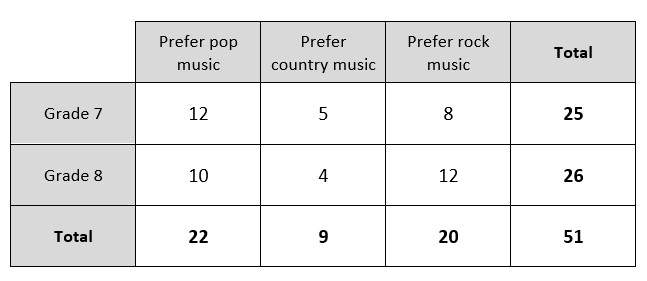 Prefer pop music
Prefer country music
Prefer rock music
Total
Grade 7 12 5 8 25
Grade 8 10 4 12 26
Total 22 9 20 51